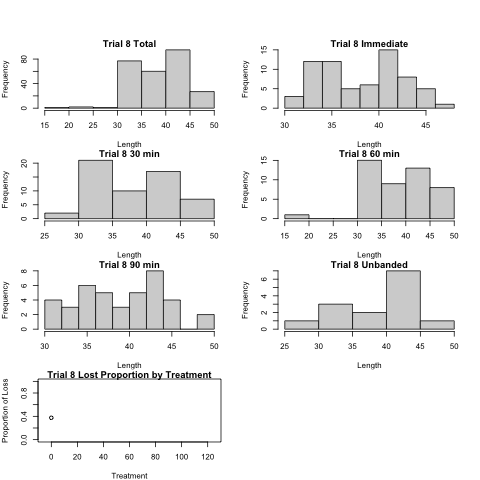 Trial 8 Total
Frequency
0 40 80
15 20 25 30 35 40 45 50
Length
Trial 8 Immediate
Frequency
0 5 10 15
30 35 40 45
Length
Trial 8 30 min
Frequency
0 5 10 20
25 30 35 40 45 50
Length
Trial 8 60 min
Frequency
0 5 10 15
15 20 25 30 35 40 45 50
Length
Trial 8 90 min
Frequency
0 2 4 6 8
30 35 40 45 50
Length
Trial 8 Unbanded
Frequency
0 2 4 6
25 30 35 40 45 50
Length
Trial 8 Lost Proportion by Treatment
Proportion of Loss
0.0 0.4 0.8
0 20 40 60 80 100 120
Treatment